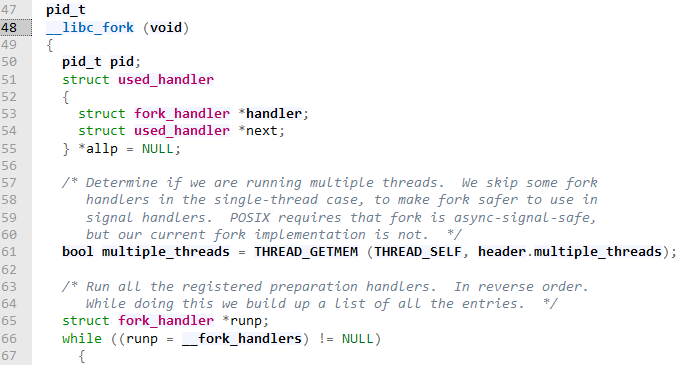 47 pid_t
48 __libc_fork (void)
49 {
50 pid_t pid;
51 struct used_handler
52 {
53 struct fork_handler *handler;
54 struct used_handler *next;
55 } *allp = NULL;
56
57 /* Determine if we are running multiple threads.  We skip some fork
58 handlers in the single-thread case, to make fork safer to use in
59 signal handlers.  POSIX requires that fork is async-signal-safe,
60 but our current fork implementation is not.  */
61 bool multiple_threads = THREAD_GETMEM (THREAD_SELF, header.multiple_threads);
62
63 /* Run all the registered preparation handlers.  In reverse order.
64 While doing this we build up a list of all the entries.  */
65 struct fork_handler *runp;
66 while ((runp = __fork_handlers) != NULL)
67 {